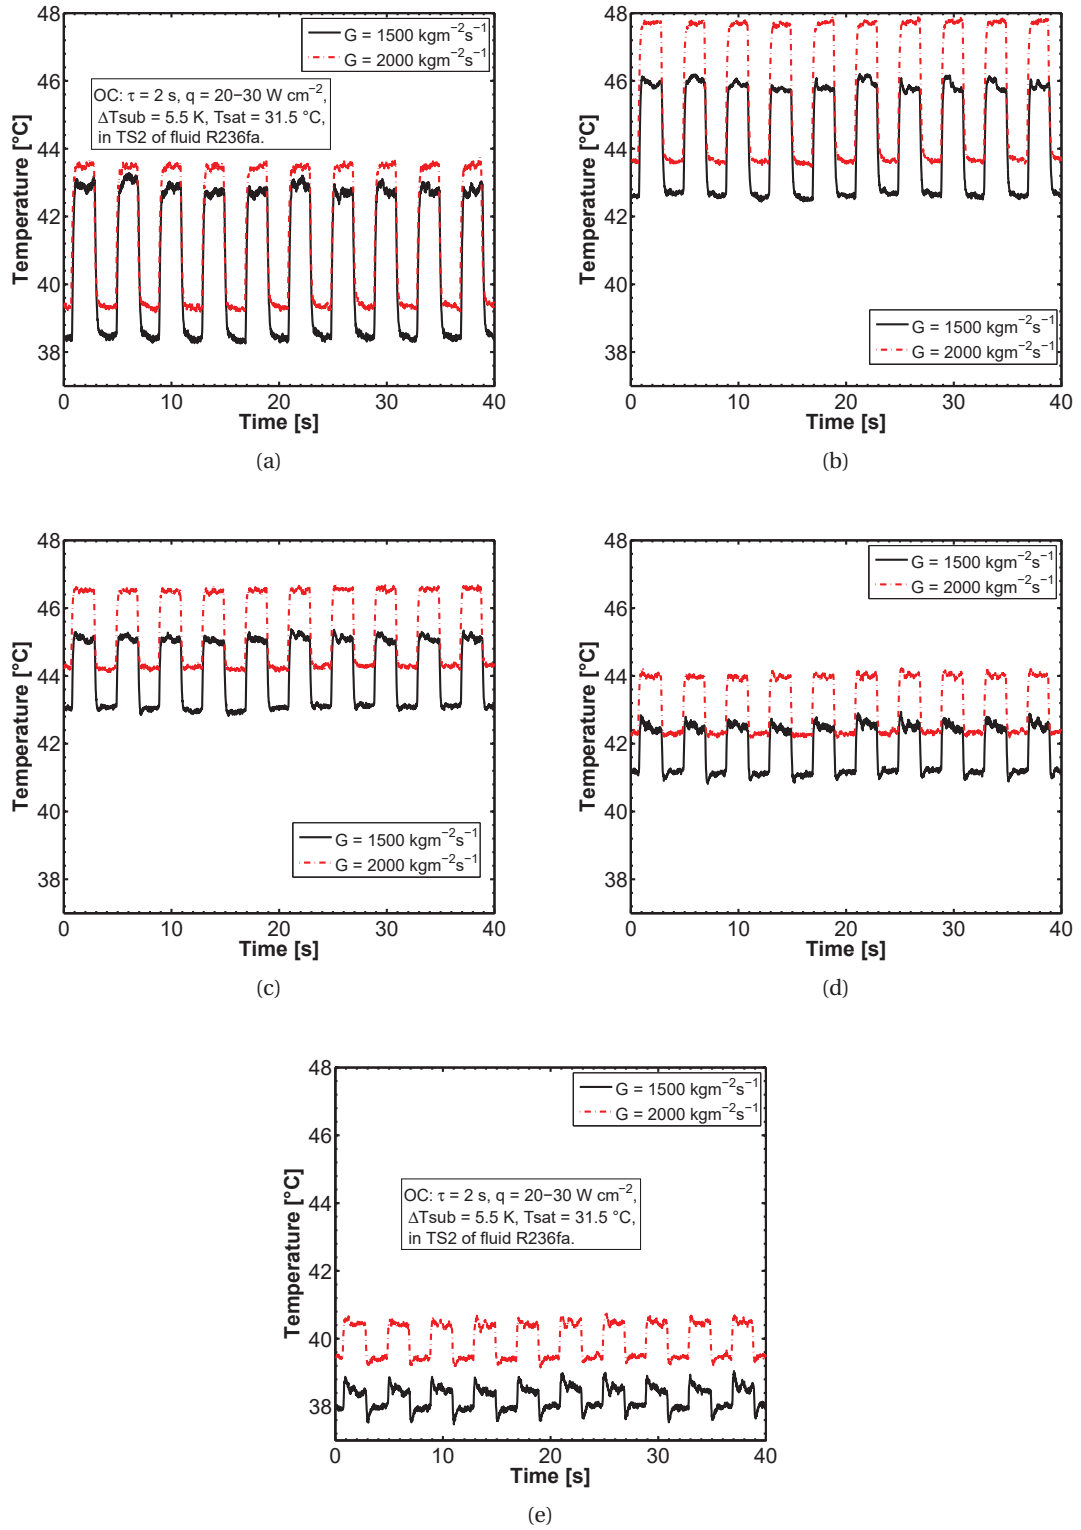 48
46
44
42
40
38
Temperature [°C]
G = 1500 kgm−2s−1
G = 2000 kgm−2s−1
OC: τ = 2 s, q = 20−30 W cm−2,
ΔTsub = 5.5 K, Tsat = 31.5 °C,
in TS2 of fluid R236fa.
0 10 20 30 40
Time [s]
(a)
48
46
44
42
40
38
Temperature [°C]
G = 1500 kgm−2s−1
G = 2000 kgm−2s−1
0 10 20 30 40
Time [s]
(b)
48
46
44
42
40
38
Temperature [°C]
G = 1500 kgm−2s−1
G = 2000 kgm−2s−1
0 10 20 30 40
Time [s]
(c)
48
46
44
42
40
38
Temperature [°C]
G = 1500 kgm−2s−1
G = 2000 kgm−2s−1
0 10 20 30 40
Time [s]
(d)
48
46
44
42
40
38
Temperature [°C]
G = 1500 kgm−2s−1
G = 2000 kgm−2s−1
OC: τ = 2 s, q = 20−30 W cm−2,
ΔTsub = 5.5 K, Tsat = 31.5 °C,
in TS2 of fluid R236fa.
0 10 20 30 40
Time [s]
(e)